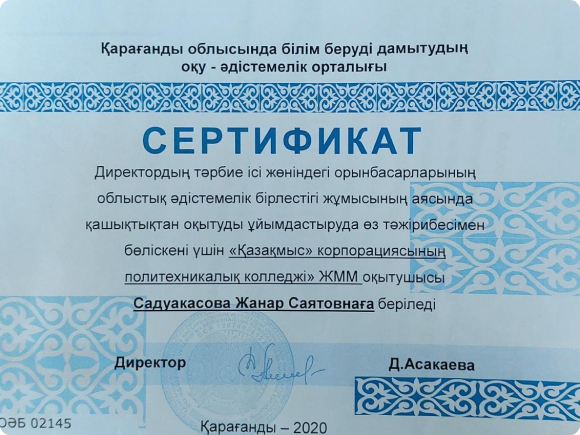 Қарағанды облысында білім беруді дамытудың
оқу - әдістемелік орталығы
СЕРТИФИКАТ
Директордың тәрбие ісі жөніндегі орынбасарларының
облыстық әдістемелік бірлестігі жұмысының аясында
қашықтықтан оқытуды ұйымдастыруда өз тәжірибесімен
бөліскені үшін «Қазақмыс» корпорациясының
политехникалық колледжі» ЖММ оқытушысы
Садуакасова Жанар Саятовнаға беріледі
Директор
Д.Асакаева
ОӘБ 02145
Қарағанды – 2020